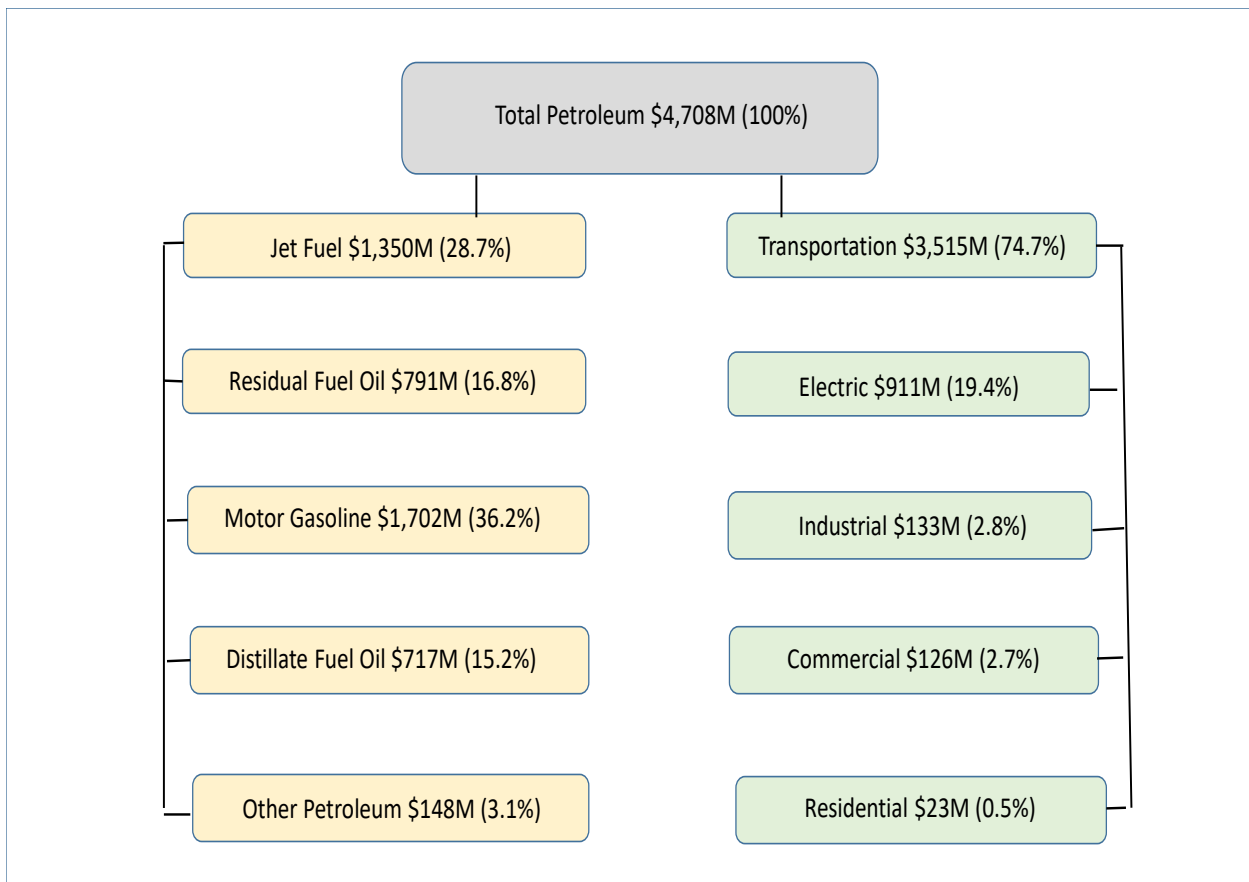 Total Petroleum $4,708M (100%)
Jet Fuel $1,350M (28.7%)
Transportation $3,515M (74.7%)
Residual Fuel Oil $791M (16.8%)
Electric $911M (19.4%)
Motor Gasoline $1,702M (36.2%)
Industrial $133M (2.8%)
Distillate Fuel Oil $717M (15.2%)
Commercial $126M (2.7%)
Other Petroleum $148M (3.1%)
Residential $23M (0.5%)